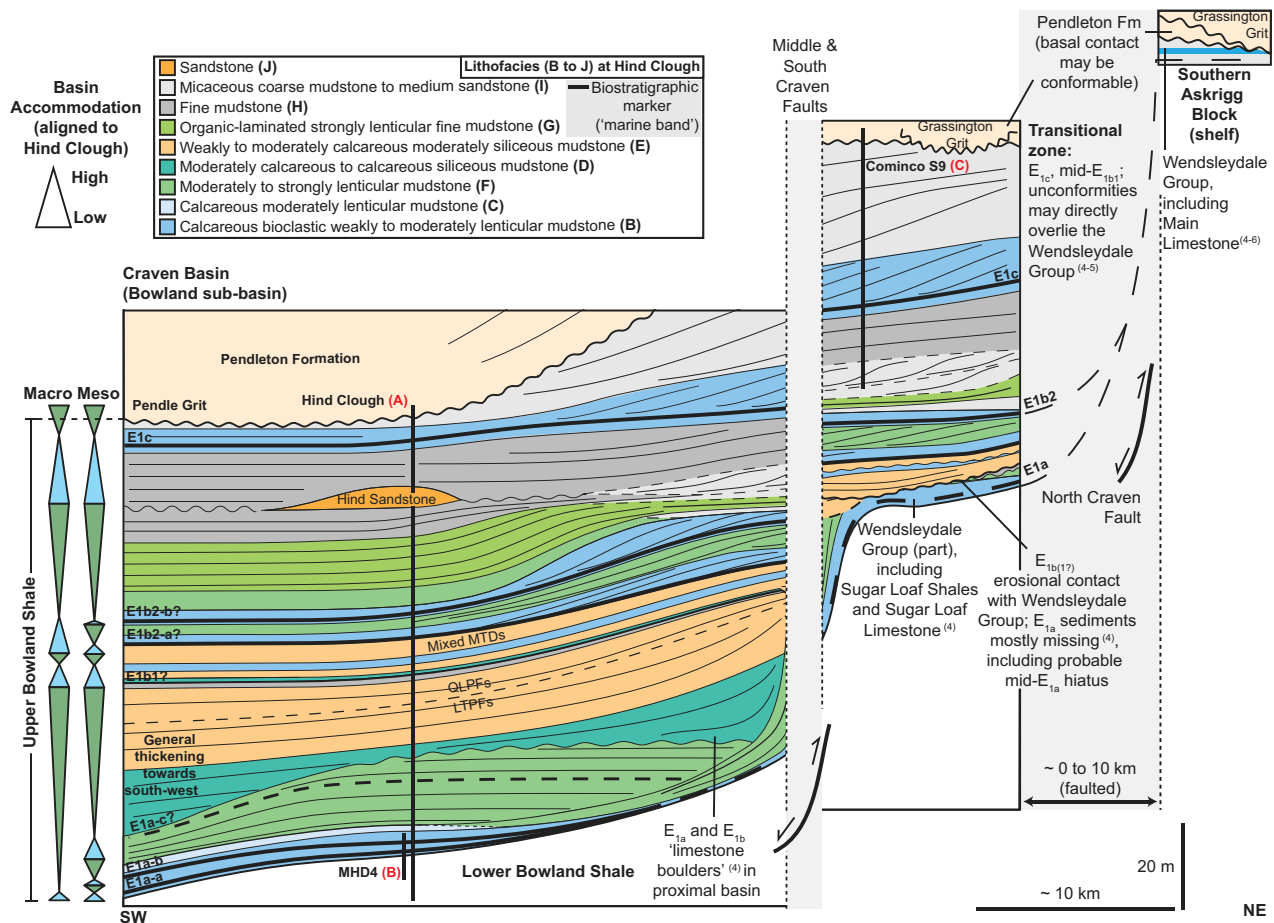 Basin
Accommodation
(aligned to
Hind Clough)
High
Low
Lithofacies (B to J) at Hind Clough
Sandstone (J)
Micaceous coarse mudstone to medium sandstone (I)
Fine mudstone (H)
Organic-laminated strongly lenticular fine mudstone (G)
Weakly to moderately calcareous moderately siliceous mudstone (E)
Moderately calcareous to calcareous siliceous mudstone (D)
Moderately to strongly lenticular mudstone (F)
Calcareous moderately lenticular mudstone (C)
Calcareous bioclastic weakly to moderately lenticular mudstone (B)
Biostratigraphic
marker
(‘marine band’)
Middle &
South
Craven
Faults
Pendleton Fm
(basal contact
may be
conformable)
Grassington
Grit
Southern
Askrigg
Block
(shelf)
Wendsleydale
Group,
including
Main
Limestone(4-6)
Transitional
zone:
E1c, mid-E1b1;
unconformities
may directly
overlie the
Wendsleydale
Group (4-5)
Grassington
Grit
Cominco S9 (C)
E1c
E1b2
E1a
North Craven
Fault
Wendsleydale
Group (part),
including
Sugar Loaf Shales
and Sugar Loaf
Limestone (4)
E1b(1?)
erosional contact
with Wendsleydale
Group; E1a
sediments
mostly missing (4),
including probable
mid-E1a hiatus
~ 0 to 10 km
(faulted)
Craven Basin
(Bowland sub-basin)
Macro Meso
Upper Bowland Shale
Pendleton Formation
Pendle Grit
Hind Clough (A)
E1c
Hind Sandstone
E1b2-b?
E1b2-a?
Mixed MTDs
E1b1?
QLPFs
LTPFs
General
thickening
towards
south-west
E1a-c?
E1a-b
E1a-a
MHD4 (B)
Lower Bowland Shale
E1a and E1b
‘limestone
boulders’ (4) in
proximal basin
20 m
~ 10 km
SW
NE